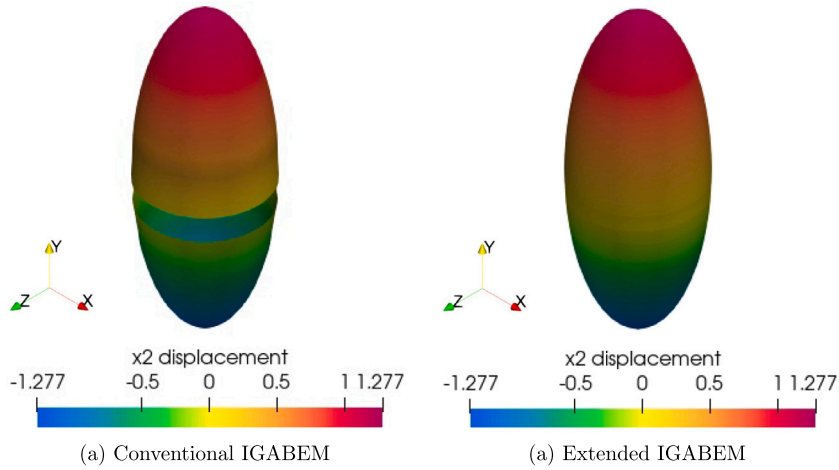 Y
Z
X
x2 displacement
-1.277
-0.5
0
0.5
1
1.277
(a) Conventional IGABEM
Y
Z
X
x2 displacement
-1.277
-0.5
0
0.5
1
1.277
(a) Extended IGABEM